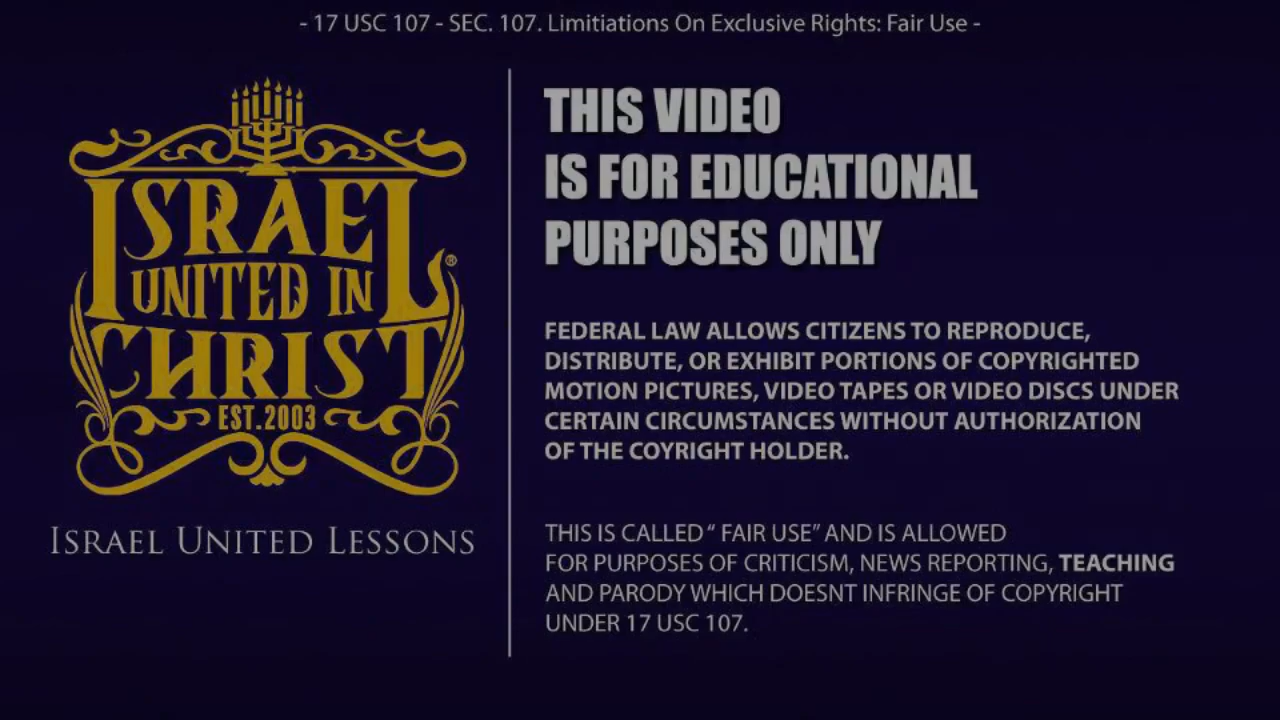 - 17 USC 107 - SEC. 107. Limitiations On Exclusive Rights: Fair Use -
ISRAEL
UNITED IN
CHRIST
®
EST.2003
ISRAEL UNITED LESSONS
THIS VIDEO
IS FOR EDUCATIONAL
PURPOSES ONLY
FEDERAL LAW ALLOWS CITIZENS TO REPRODUCE,
DISTRIBUTE, OR EXHIBIT PORTIONS OF COPYRIGHTED
MOTION PICTURES, VIDEO TAPES OR VIDEO DISCS UNDER
CERTAIN CIRCUMSTANCES WITHOUT AUTHORIZATION
OF THE COYRIGHT HOLDER.
THIS IS CALLED “ FAIR USE” AND IS ALLOWED
FOR PURPOSES OF CRITICISM, NEWS REPORTING, TEACHING
AND PARODY WHICH DOESNT INFRINGE OF COPYRIGHT
UNDER 17 USC 107.